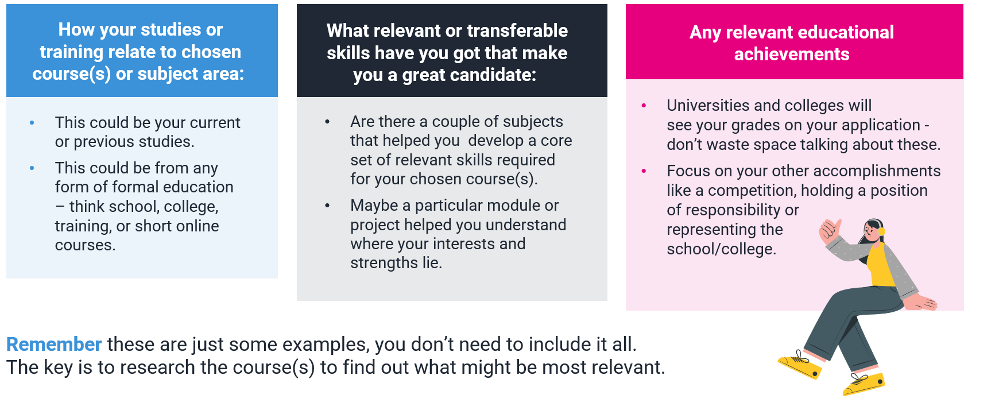 How your studies or
training relate to chosen
course(s) or subject area:
• This could be your current
or previous studies.
• This could be from any
form of formal education
– think school, college,
training, or short online
courses.
What relevant or transferable
skills have you got that make
you a great candidate:
• Are there a couple of subjects
that helped you  develop a core
set of relevant skills required
for your chosen course(s).
• Maybe a particular module or
project helped you understand
where your interests and
strengths lie.
Any relevant educational
achievements
• Universities and colleges will
see your grades on your application -
don’t waste space talking about these.
• Focus on your other accomplishments
like a competition, holding a position
of responsibility or
representing the
school/college.
Remember these are just some examples, you don’t need to include it all.
The key is to research the course(s) to find out what might be most relevant.